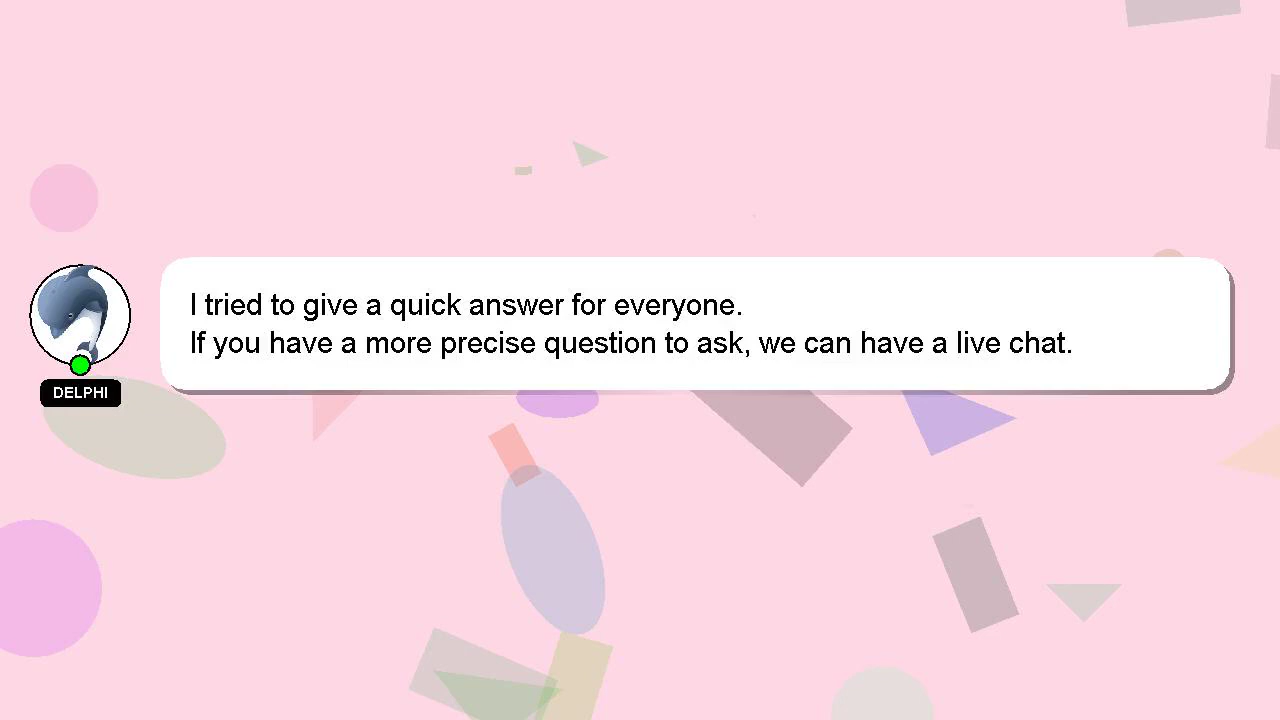 I tried to give a quick answer for everyone.
If you have a more precise question to ask, we can have a live chat.
DELPHI